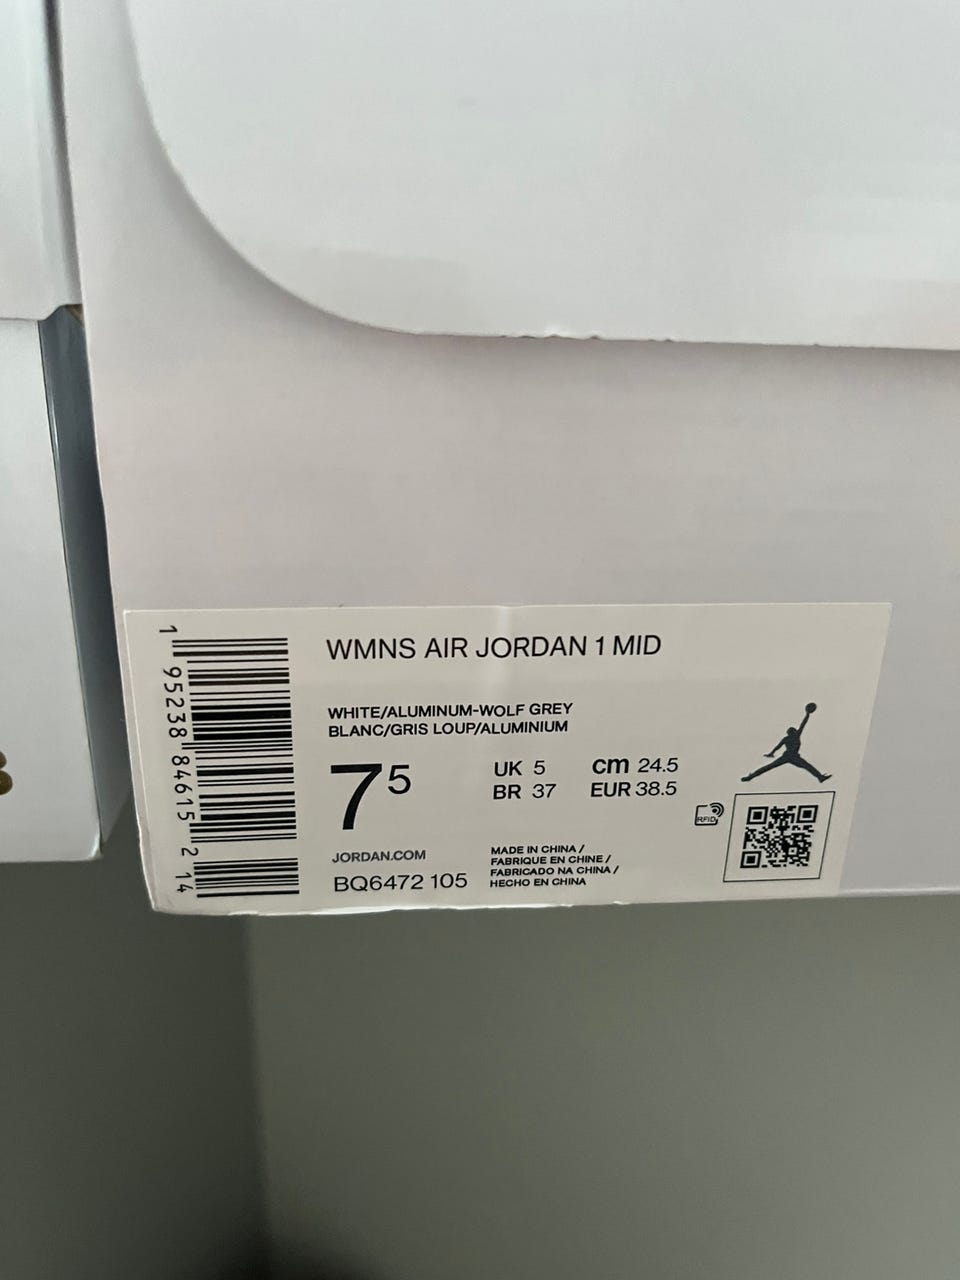 WMNS AIR JORDAN 1 MID
WHITE/ALUMINUM-WOLF GREY
BLANC/GRIS LOUP/ALUMINIUM
7 5
UK 5 cm 24.5
BR 37 EUR 38.5
RFID
JORDAN.COM
BQ6472 105
MADE IN CHINA /
FABRIQUE EN CHINE /
FABRICADO NA CHINA /
HECHO EN CHINA
1 95238 84615 2 14